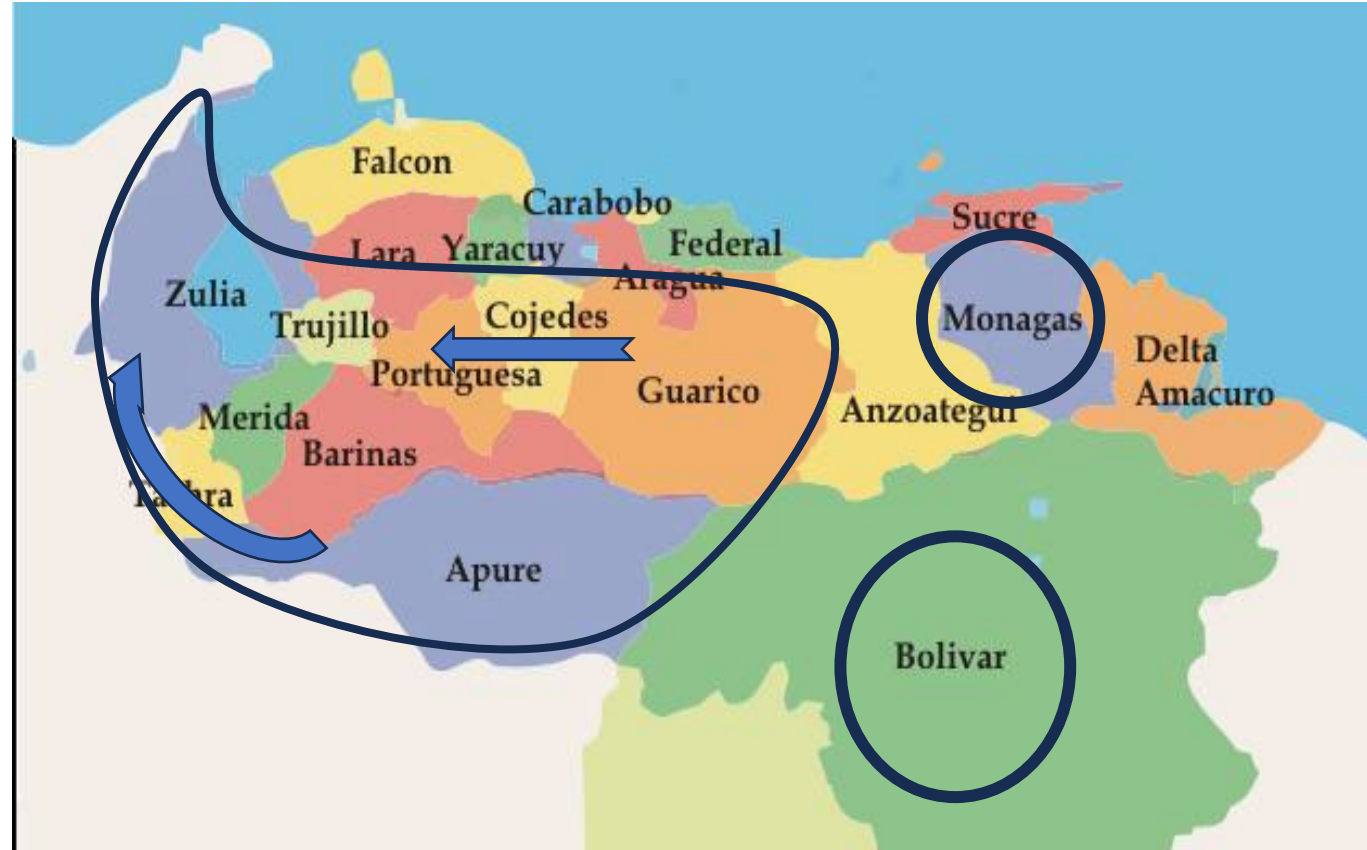 Falcon
Carabobo
Sucre
Lara
Yaracuy
Federal
Aragua
Zulia
Trujillo
Cojedes
Monagas
Delta
Amacuro
Portuguesa
Guarico
Merida
Anzoategui
Barinas
Apure
Bolivar